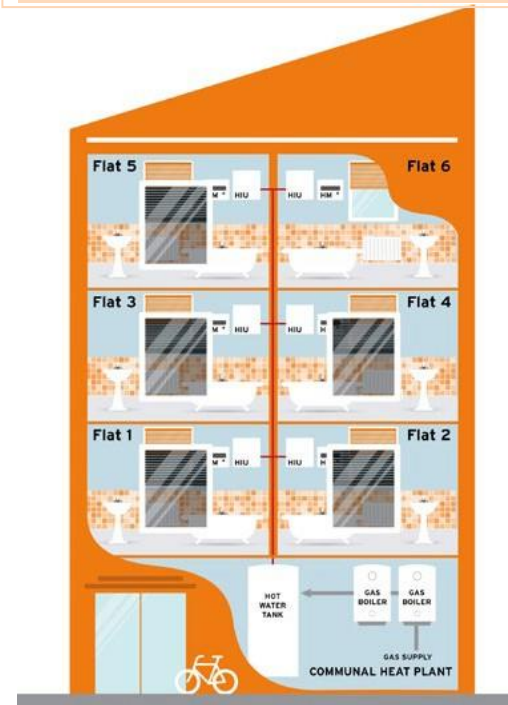 Flat 5
Flat 6
HIU
HIU
HM
Flat 3
Flat 4
HIU
HIU
Flat 1
Flat 2
HIU
HIU
HOT
WATER
TANK
GAS
BOILER
GAS
BOILER
GAS SUPPLY
COMMUNAL HEAT PLANT